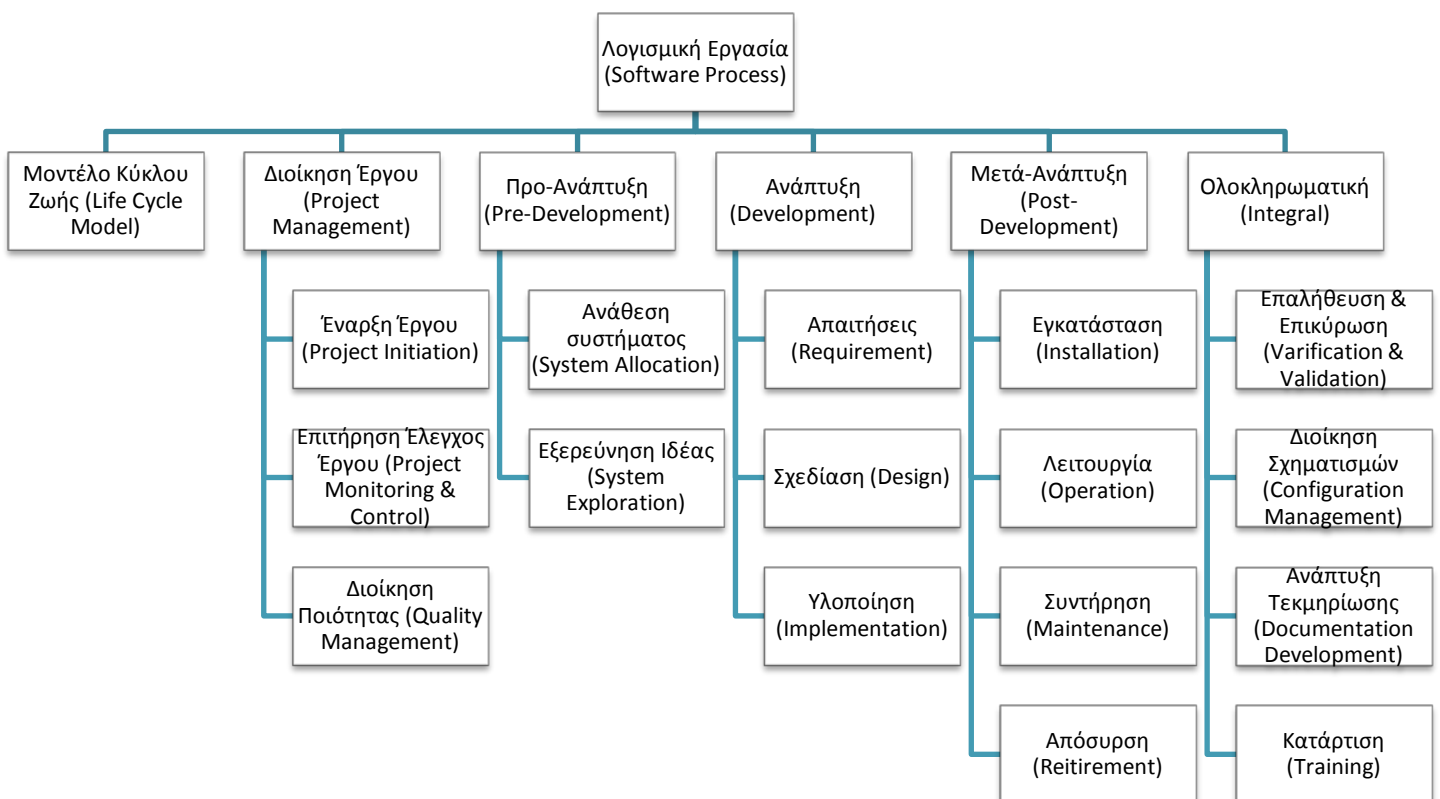 Λογισμική Εργασία
(Software Process)
Μοντέλο Κύκλου
Ζωής (Life Cycle
Model)
Διοίκηση Έργου
(Project
Management)
Προ-Ανάπτυξη
(Pre-Development)
Ανάπτυξη
(Development)
Μετά-Ανάπτυξη
(Post-
Development)
Ολοκληρωματική
(Integral)
Έναρξη Έργου
(Project Initiation)
Επιτήρηση Έλεγχος
Έργου (Project
Monitoring &
Control)
Διοίκηση
Ποιότητας (Quality
Management)
Ανάθεση
συστήματος
(System Allocation)
Εξερεύνηση Ιδέας
(System
Exploration)
Απαιτήσεις
(Requirement)
Σχεδίαση (Design)
Υλοποίηση
(Implementation)
Εγκατάσταση
(Installation)
Λειτουργία
(Operation)
Συντήρηση
(Maintenance)
Απόσυρση
(Reitirement)
Επαλήθευση &
Επικύρωση
(Varification &
Validation)
Διοίκηση
Σχηματισμών
(Configuration
Management)
Ανάπτυξη
Τεκμηρίωσης
(Documentation
Development)
Κατάρτιση
(Training)